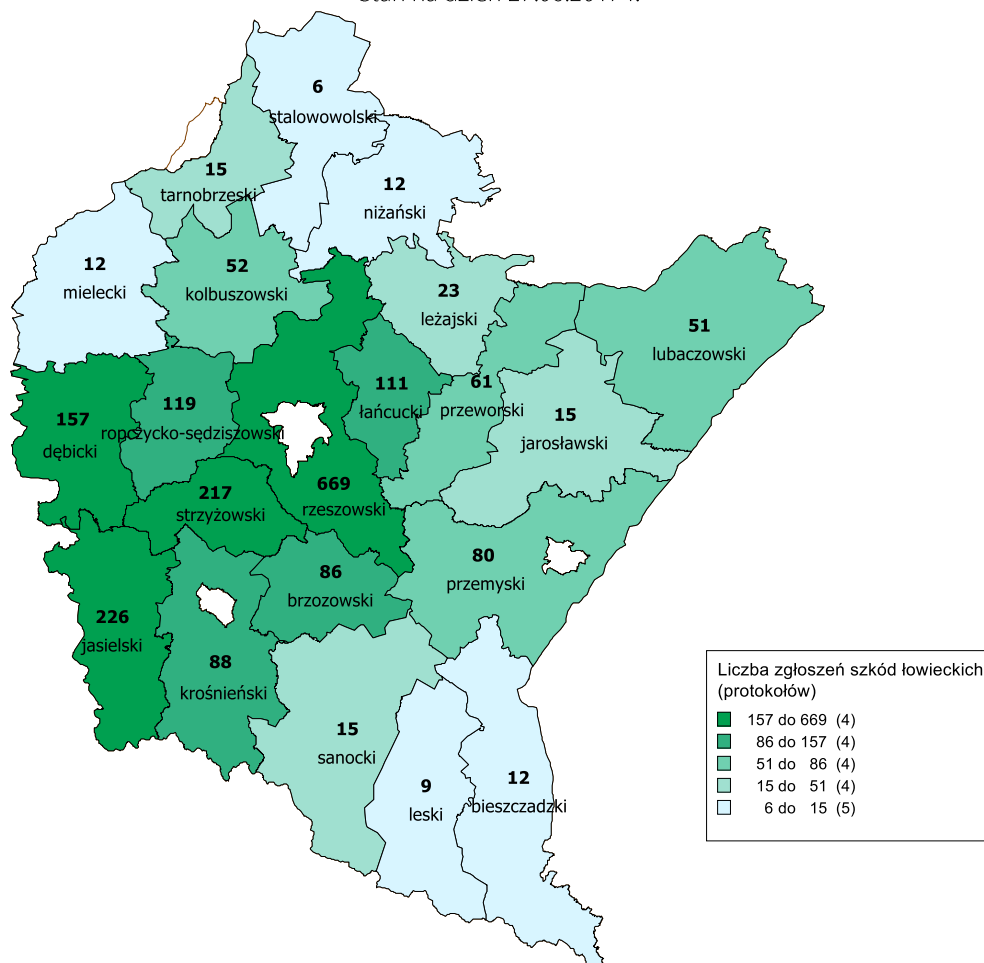 6
stalowowolski
15
tarnobrzeski
12
niżański
12
mielecki
52
kolbuszowski
23
leżajski
51
lubaczowski
61
przeworski
111
łańcucki
119
ropczycko-sędziszowski
15
jarosławski
157
dębicki
669
rzeszowski
217
strzyżowski
80
przemyski
86
brzozowski
226
jasielski
88
krośnieński
15
sanocki
9
leski
12
bieszczadzki
Liczba zgłoszeń szkód łowieckich
(protokołów)
157 do 669 (4)
86 do 157 (4)
51 do 86 (4)
15 do 51 (4)
6 do 15 (5)